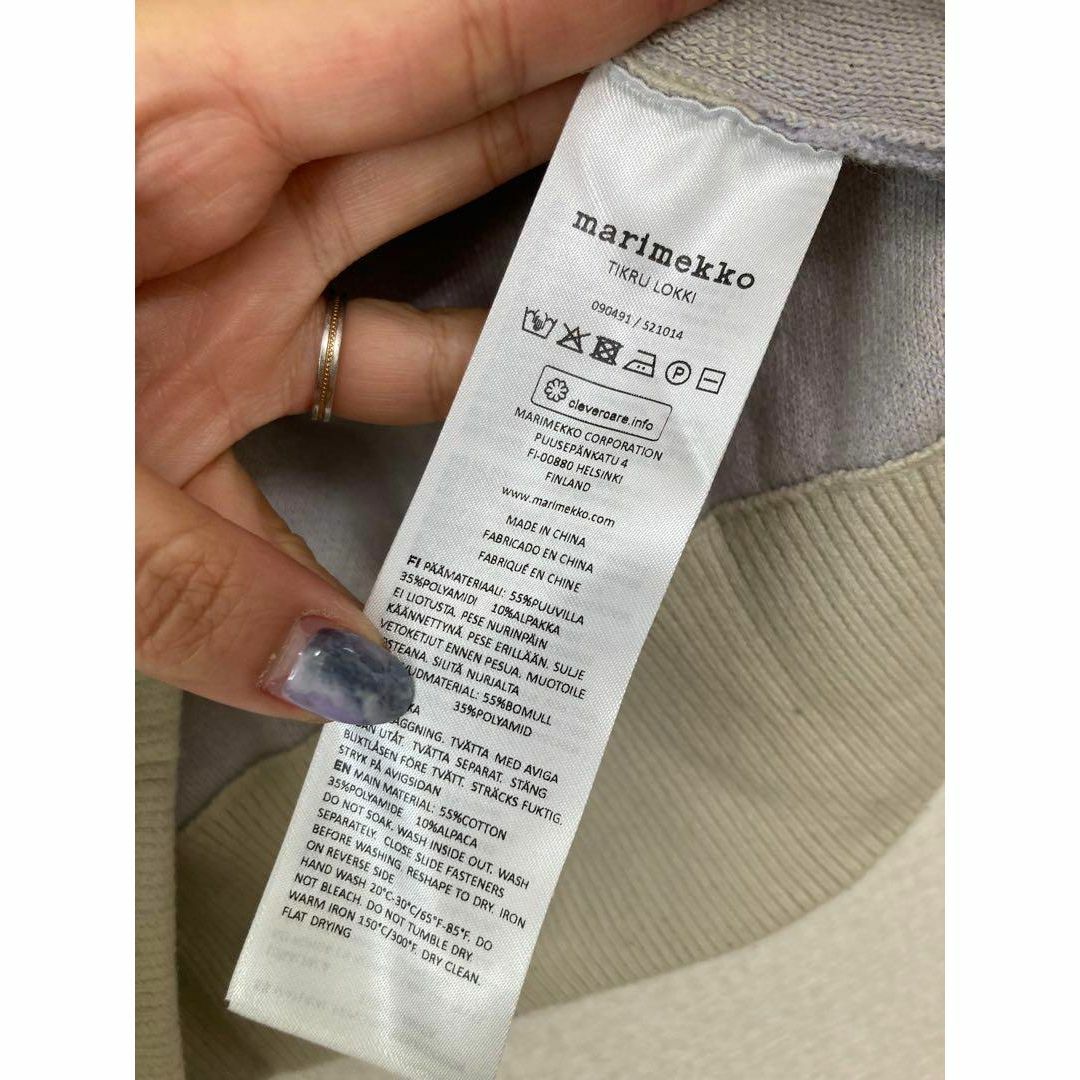 marimekko
TIKRU LOKKI
090491 / 521014
P
clevercare.info
MARIMEKKO CORPORATION
PUUSEPÄNKATU 4
FI-00880 HELSINKI
FINLAND
www.marimekko.com
MADE IN CHINA
FABRICADO EN CHINA
FABRIQUÉ EN CHINE
FI PÄÄMATERIAALI: 55%PUUVILLA
35%POLYAMIDI 10%ALPAKKA
EI LIOTUSTA. PESE NURINPÄIN
KÄÄNNETTYNÄ. PESE ERILLÄÄN. SULJE
VETOKETJUT ENNEN PESUA. MUOTOILE
SILITÄ NURJALTA
55%BOMULL
35%POLYAMID
TVÄTTA MED AVIGA
UTÅT. TVÄTTA SEPARAT. STÄNG
BLIXTLÅSEN FÖRE TVÄTT. STRÄCKS FUKTIG.
STRYK PÅ AVIGSIDAN
EN MAIN MATERIAL: 55%COTTON
35%POLYAMIDE 10%ALPACA
DO NOT SOAK. WASH INSIDE OUT. WASH
SEPARATELY. CLOSE SLIDE FASTENERS
BEFORE WASHING. RESHAPE TO DRY. IRON
ON REVERSE SIDE
HAND WASH 20°C-30°C/65°F-85°F. DO
NOT BLEACH. DO NOT TUMBLE DRY.
WARM IRON 150°C/300°F. DRY CLEAN.
FLAT DRYING